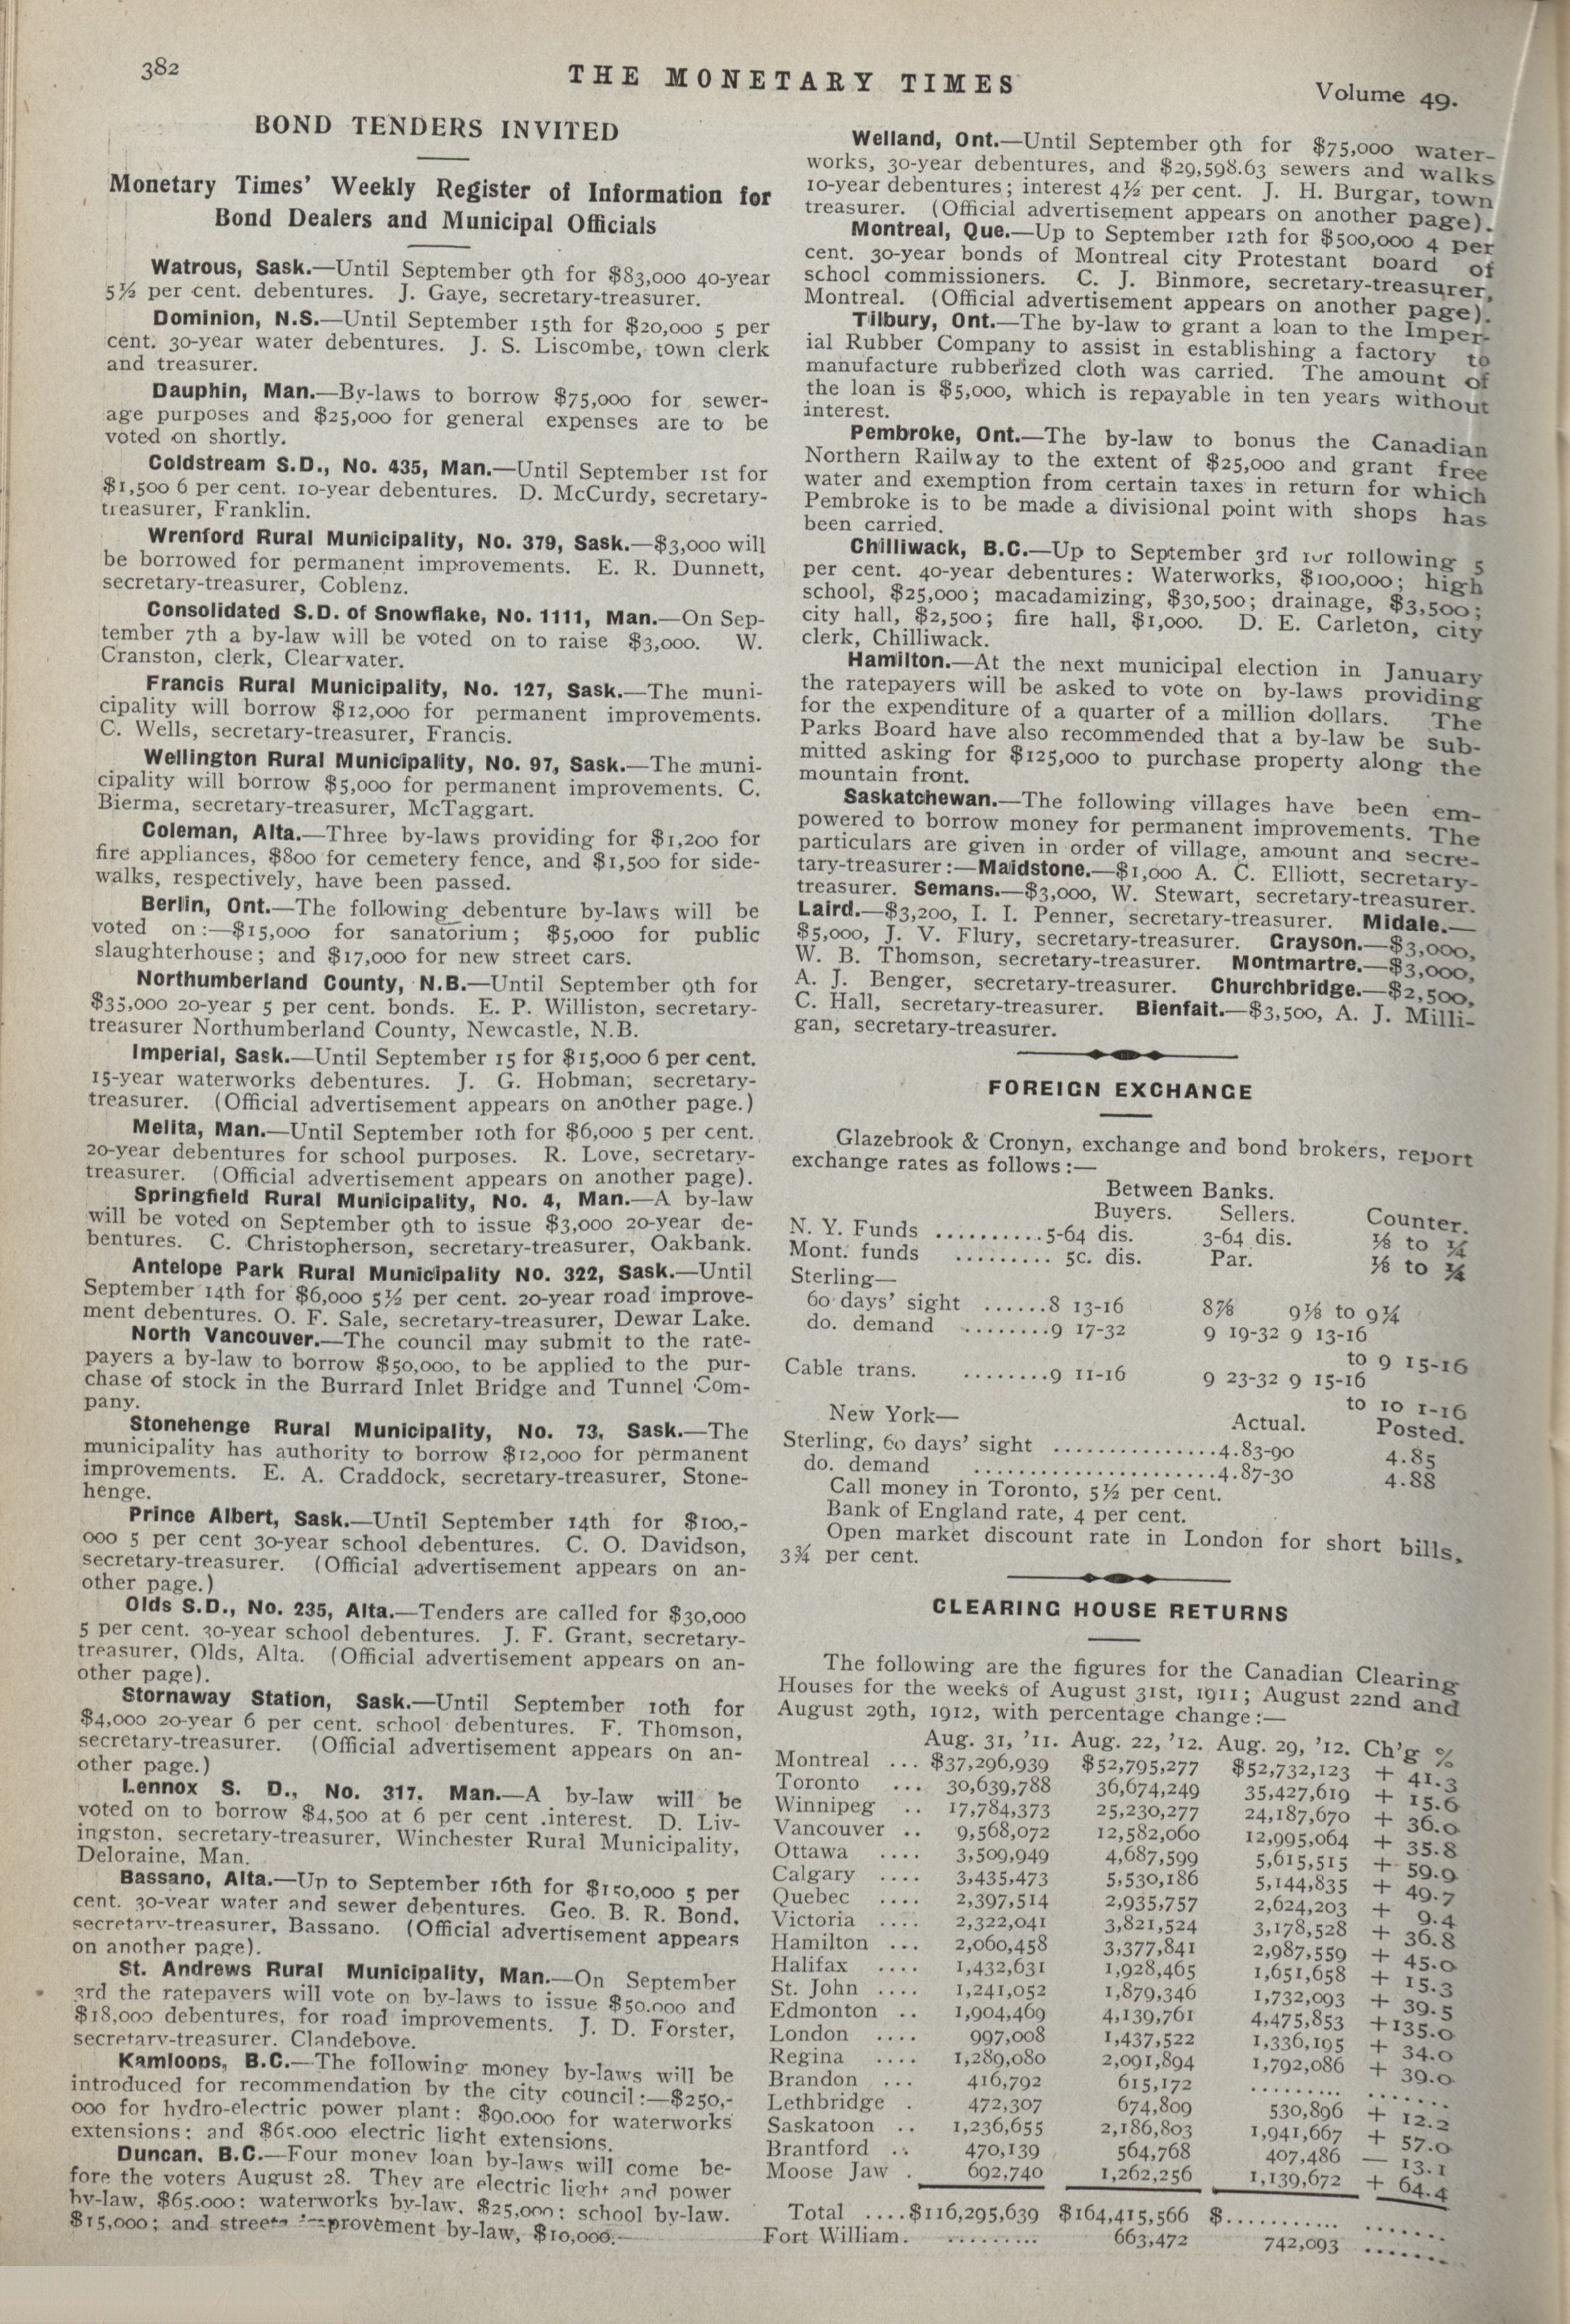 382
THE MONETARY TIMES
Volume 49.
BOND TENDERS INVITED
Monetary Times' Weekly Register of Information for
Bond Dealers and Municipal Officials
Watrous, Sask.—Until September 9th for $83,000 40-year
5½ per cent. debentures. J. Gaye, secretary-treasurer.
Dominion, N.S.—Until September 15th for $20,000 5 per
cent. 30-year water debentures. J. S. Liscombe, town clerk
and treasurer.
Dauphin, Man.—By-laws to borrow $75,000 for sewer-
age purposes and $25,000 for general expenses are to be
voted on shortly.
Coldstream S.D., No. 435, Man.—Until September 1st for
$1,500 6 per cent. 10-year debentures. D. McCurdy, secretary-
treasurer, Franklin.
Wrenford Rural Municipality, No. 379, Sask.—$3,000 will
be borrowed for permanent improvements. E. R. Dunnett,
secretary-treasurer, Coblenz.
Consolidated S.D. of Snowflake, No. 1111, Man.—On Sep-
tember 7th a by-law will be voted on to raise $3,000. W.
Cranston, clerk, Clearwater.
Francis Rural Municipality, No. 127, Sask.—The muni-
cipality will borrow $12,000 for permanent improvements.
C. Wells, secretary-treasurer, Francis.
Wellington Rural Municipality, No. 97, Sask.—The muni-
cipality will borrow $5,000 for permanent improvements. C.
Bierma, secretary-treasurer, McTaggart.
Coleman, Alta.—Three by-laws providing for $1,200 for
fire appliances, $800 for cemetery fence, and $1,500 for side-
walks, respectively, have been passed.
Berlin, Ont.—The following debenture by-laws will be
voted on:—$15,000 for sanatorium; $5,000 for public
slaughterhouse; and $17,000 for new street cars.
Northumberland County, N.B.—Until September 9th for
$35,000 20-year 5 per cent. bonds. E. P. Williston, secretary-
treasurer Northumberland County, Newcastle, N.B.
Imperial, Sask.—Until September 15 for $15,000 6 per cent.
15-year waterworks debentures. J. G. Hobman, secretary-
treasurer. (Official advertisement appears on another page.)
Melita, Man.—Until September 10th for $6,000 5 per cent.
20-year debentures for school purposes. R. Love, secretary-
treasurer. (Official advertisement appears on another page).
Springfield Rural Municipality, No. 4, Man.—A by-law
will be voted on September 9th to issue $3,000 20-year de-
bentures. C. Christopherson, secretary-treasurer, Oakbank.
Antelope Park Rural Municipality No. 322, Sask.—Until
September 14th for $6,000 5½ per cent. 20-year road improve-
ment debentures. O. F. Sale, secretary-treasurer, Dewar Lake.
North Vancouver.—The council may submit to the rate-
payers a by-law to borrow $50,000, to be applied to the pur-
chase of stock in the Burrard Inlet Bridge and Tunnel Com-
pany.
Stonehenge Rural Municipality, No. 73, Sask.—The
municipality has authority to borrow $12,000 for permanent
improvements. E. A. Craddock, secretary-treasurer, Stone-
henge.
Prince Albert, Sask.—Until September 14th for $100,-
000 5 per cent 30-year school debentures. C. O. Davidson,
secretary-treasurer. (Official advertisement appears on an-
other page.)
Olds S.D., No. 235, Alta.—Tenders are called for $30,000
5 per cent. 30-year school debentures. J. F. Grant, secretary-
treasurer, Olds, Alta. (Official advertisement appears on an-
other page).
Stornaway Station, Sask.—Until September 10th for
$4,000 20-year 6 per cent. school debentures. F. Thomson,
secretary-treasurer. (Official advertisement appears on an-
other page.)
Lennox S. D., No. 317, Man.—A by-law will be
voted on to borrow $4,500 at 6 per cent .interest. D. Liv-
ingston, secretary-treasurer, Winchester Rural Municipality,
Deloraine, Man.
Bassano, Alta.—Up to September 16th for $150,000 5 per
cent. 30-year water and sewer debentures. Geo. B. R. Bond,
secretary-treasurer, Bassano. (Official advertisement appears
on another page).
St. Andrews Rural Municipality, Man.—On September
3rd the ratepayers will vote on by-laws to issue $50,000 and
$18,000 debentures, for road improvements. J. D. Forster,
secretary-treasurer. Clandeboye.
Kamloops, B.C.—The following money by-laws will be
introduced for recommendation by the city council:—$250,-
000 for hydro-electric power plant; $90,000 for waterworks
extensions; and $65,000 electric light extensions.
Duncan, B.C.—Four money loan by-laws will come be-
fore the voters August 28. They are electric light and power
by-law, $65,000; waterworks by-law, $25,000; school by-law,
$15,000; and streets improvement by-law, $10,000.
Welland, Ont.—Until September 9th for $75,000 water-
works, 30-year debentures, and $29,598.63 sewers and walks
10-year debentures; interest 4½ per cent. J. H. Burgar, town
treasurer. (Official advertisement appears on another page).
Montreal, Que.—Up to September 12th for $500,000 4 per
cent. 30-year bonds of Montreal city Protestant board of
school commissioners. C. J. Binmore, secretary-treasurer,
Montreal. (Official advertisement appears on another page).
Tilbury, Ont.—The by-law to grant a loan to the Imper-
ial Rubber Company to assist in establishing a factory to
manufacture rubberized cloth was carried. The amount of
the loan is $5,000, which is repayable in ten years without
interest.
Pembroke, Ont.—The by-law to bonus the Canadian
Northern Railway to the extent of $25,000 and grant free
water and exemption from certain taxes in return for which
Pembroke is to be made a divisional point with shops has
been carried.
Chilliwack, B.C.—Up to September 3rd for following 5
per cent. 40-year debentures: Waterworks, $100,000; high
school, $25,000; macadamizing, $30,500; drainage, $3,500;
city hall, $2,500; fire hall, $1,000. D. E. Carleton, city
clerk, Chilliwack.
Hamilton.—At the next municipal election in January
the ratepayers will be asked to vote on by-laws providing
for the expenditure of a quarter of a million dollars. The
Parks Board have also recommended that a by-law be sub-
mitted asking for $125,000 to purchase property along the
mountain front.
Saskatchewan.—The following villages have been em-
powered to borrow money for permanent improvements. The
particulars are given in order of village, amount and secre-
tary-treasurer:—Maidstone.—$1,000 A. C. Elliott, secretary-
treasurer. Semans.—$3,000, W. Stewart, secretary-treasurer.
Laird.—$3,200, I. I. Penner, secretary-treasurer. Midale.—
$5,000, J. V. Flury, secretary-treasurer. Grayson.—$3,000,
W. B. Thomson, secretary-treasurer. Montmartre.—$3,000,
A. J. Benger, secretary-treasurer. Churchbridge.—$2,500,
C. Hall, secretary-treasurer. Bienfait.—$3,500, A. J. Milli-
gan, secretary-treasurer.
FOREIGN EXCHANGE
Glazebrook & Cronyn, exchange and bond brokers, report
exchange rates as follows:—
Between Banks.
Buyers. Sellers. Counter.
N. Y. Funds ..........5-64 dis. 3-64 dis. ⅛ to ¼
Mont. funds ......... 5c. dis. Par. ⅛ to ¼
Sterling—
60 days' sight ......8 13-16 8⅞ 9⅛ to 9¼
do. demand ........9 17-32 9 19-32 9 13-16
to 9 15-16
Cable trans. ........9 11-16 9 23-32 9 15-16
to 10 1-16
New York— Actual. Posted.
Sterling, 60 days' sight ...............4.83-90 4.85
do. demand ......................4.87-30 4.88
Call money in Toronto, 5½ per cent.
Bank of England rate, 4 per cent.
Open market discount rate in London for short bills,
3¾ per cent.
CLEARING HOUSE RETURNS
The following are the figures for the Canadian Clearing
Houses for the weeks of August 31st, 1911; August 22nd and
August 29th, 1912, with percentage change:—
Aug. 31, '11. Aug. 22, '12. Aug. 29, '12. Ch'g %
Montreal ... $37,296,939 $52,795,277 $52,732,123 + 41.3
Toronto ... 30,639,788 36,674,249 35,427,619 + 15.6
Winnipeg .. 17,784,373 25,230,277 24,187,670 + 36.0
Vancouver .. 9,568,072 12,582,060 12,995,064 + 35.8
Ottawa .... 3,509,949 4,687,599 5,615,515 + 59.9
Calgary .... 3,435,473 5,530,186 5,144,835 + 49.7
Quebec .... 2,397,514 2,935,757 2,624,203 + 9.4
Victoria .... 2,322,041 3,821,524 3,178,528 + 36.8
Hamilton ... 2,060,458 3,377,841 2,987,559 + 45.0
Halifax .... 1,432,631 1,928,465 1,651,658 + 15.3
St. John .... 1,241,052 1,879,346 1,732,093 + 39.5
Edmonton .. 1,904,469 4,139,761 4,475,853 +135.0
London .... 997,008 1,437,522 1,336,195 + 34.0
Regina .... 1,289,080 2,091,894 1,792,086 + 39.0
Brandon ... 416,792 615,172 ......... ......
Lethbridge . 472,307 674,809 530,896 + 12.2
Saskatoon .. 1,236,655 2,186,803 1,941,667 + 57.0
Brantford .. 470,139 564,768 407,486 — 13.1
Moose Jaw . 692,740 1,262,256 1,139,672 + 64.4
Total ....$116,295,639 $164,415,566 $........... .......
Fort William. ......... 663,472 742,093 .......